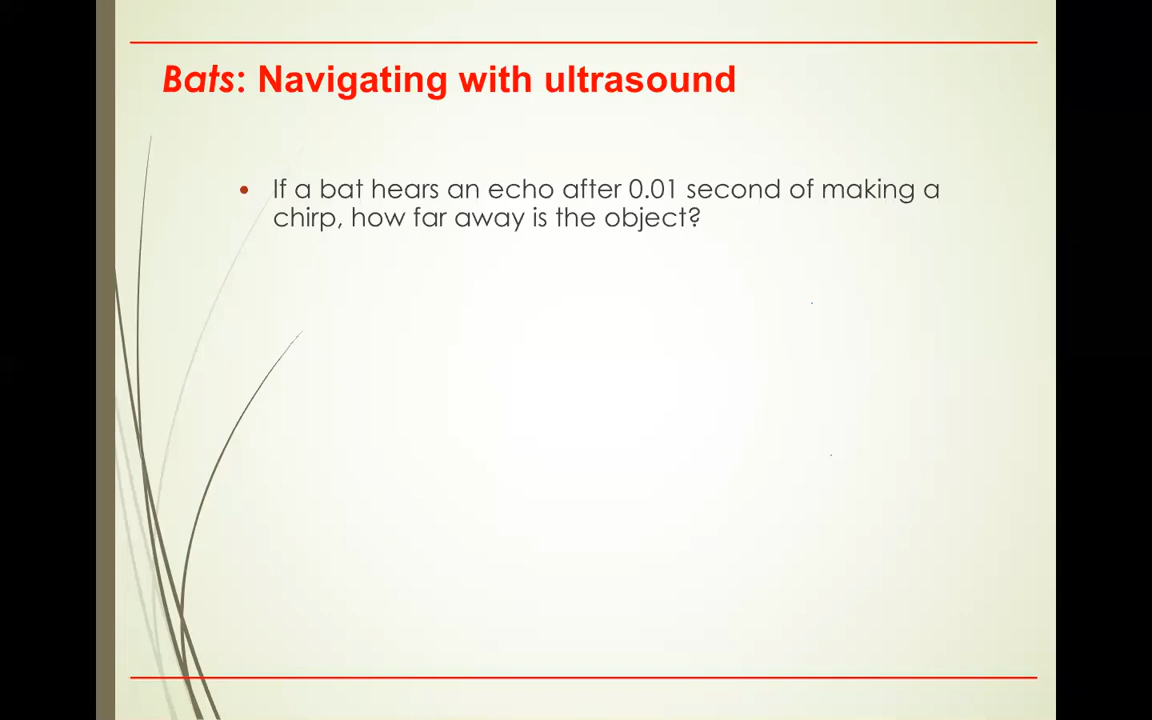 Bats: Navigating with ultrasound
• If a bat hears an echo after 0.01 second of making a
chirp, how far away is the object?